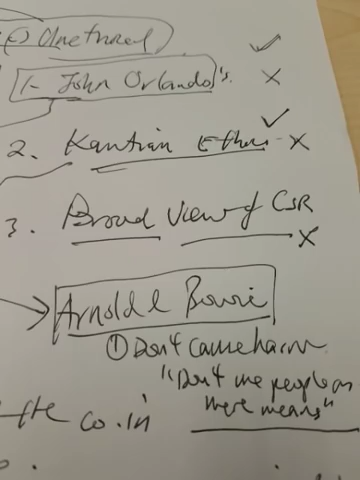 1- John Orlando's
2. Kantian Ethics
3. Broad View of CSR
Arnold & Bowie
① Don't cause harm
"Don't use people as
mere means"
the co. in